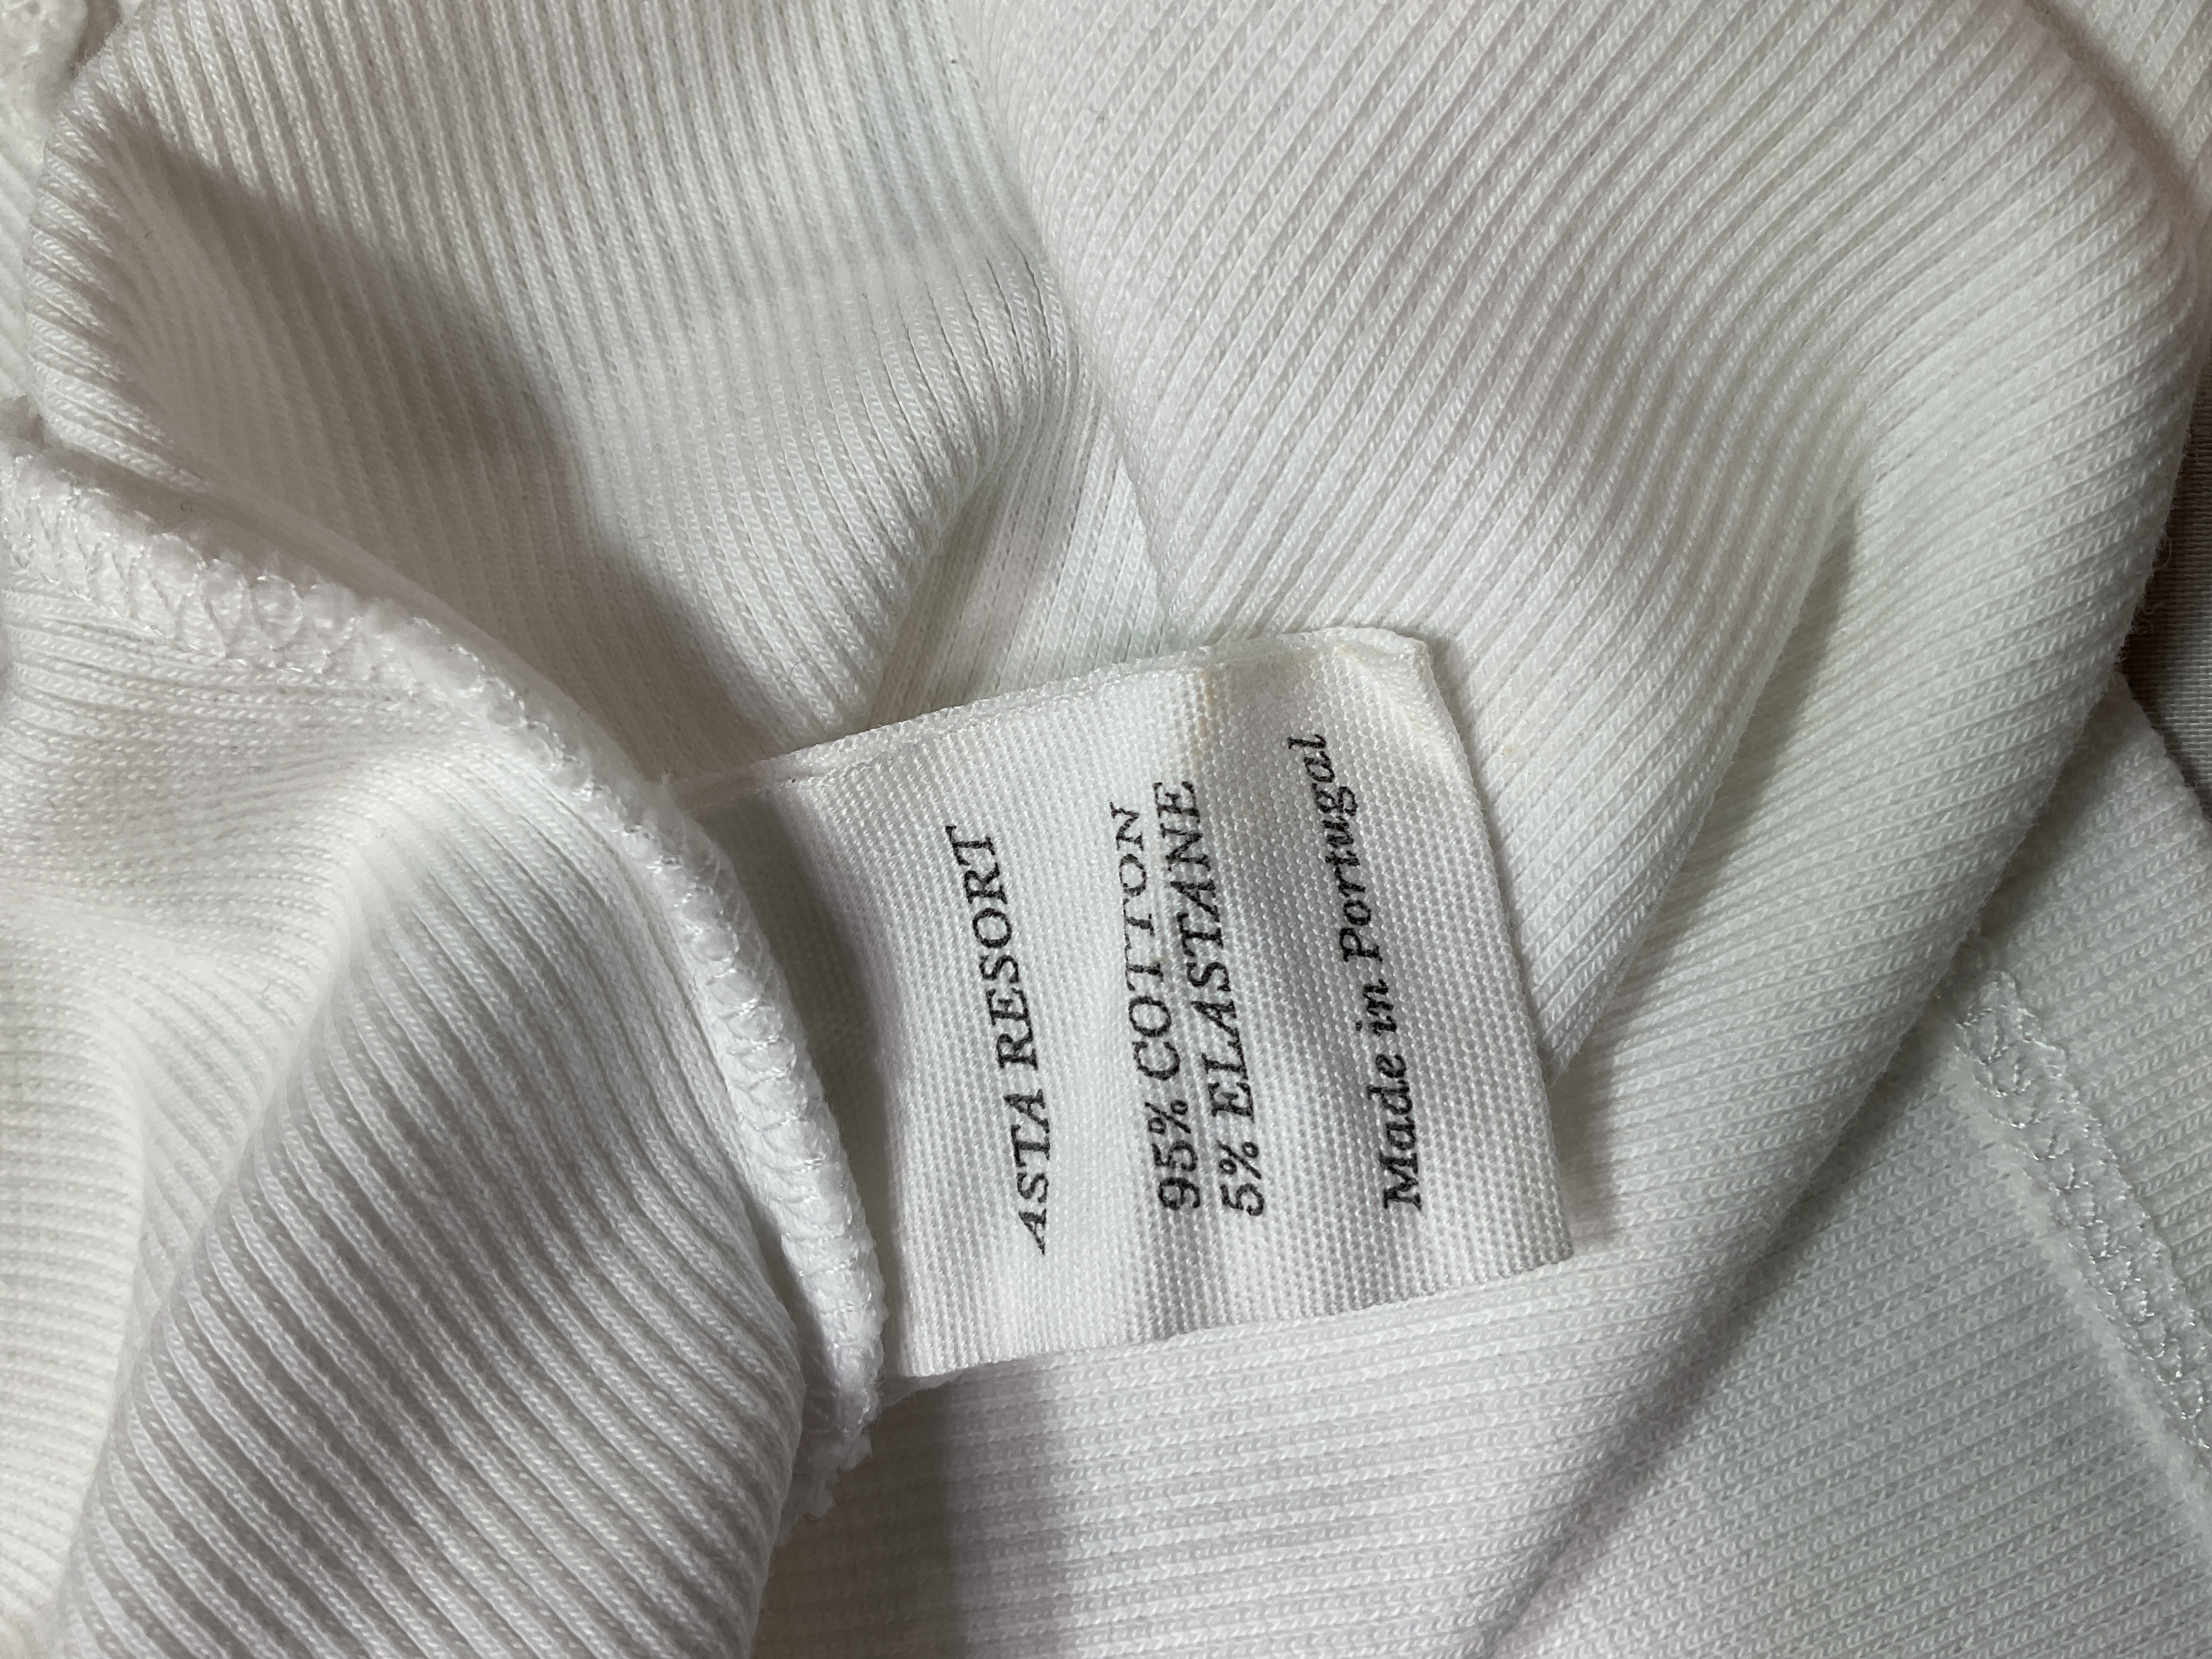 ASTA RESORT
95% COTTON
5% ELASTANE
Made in Portugal